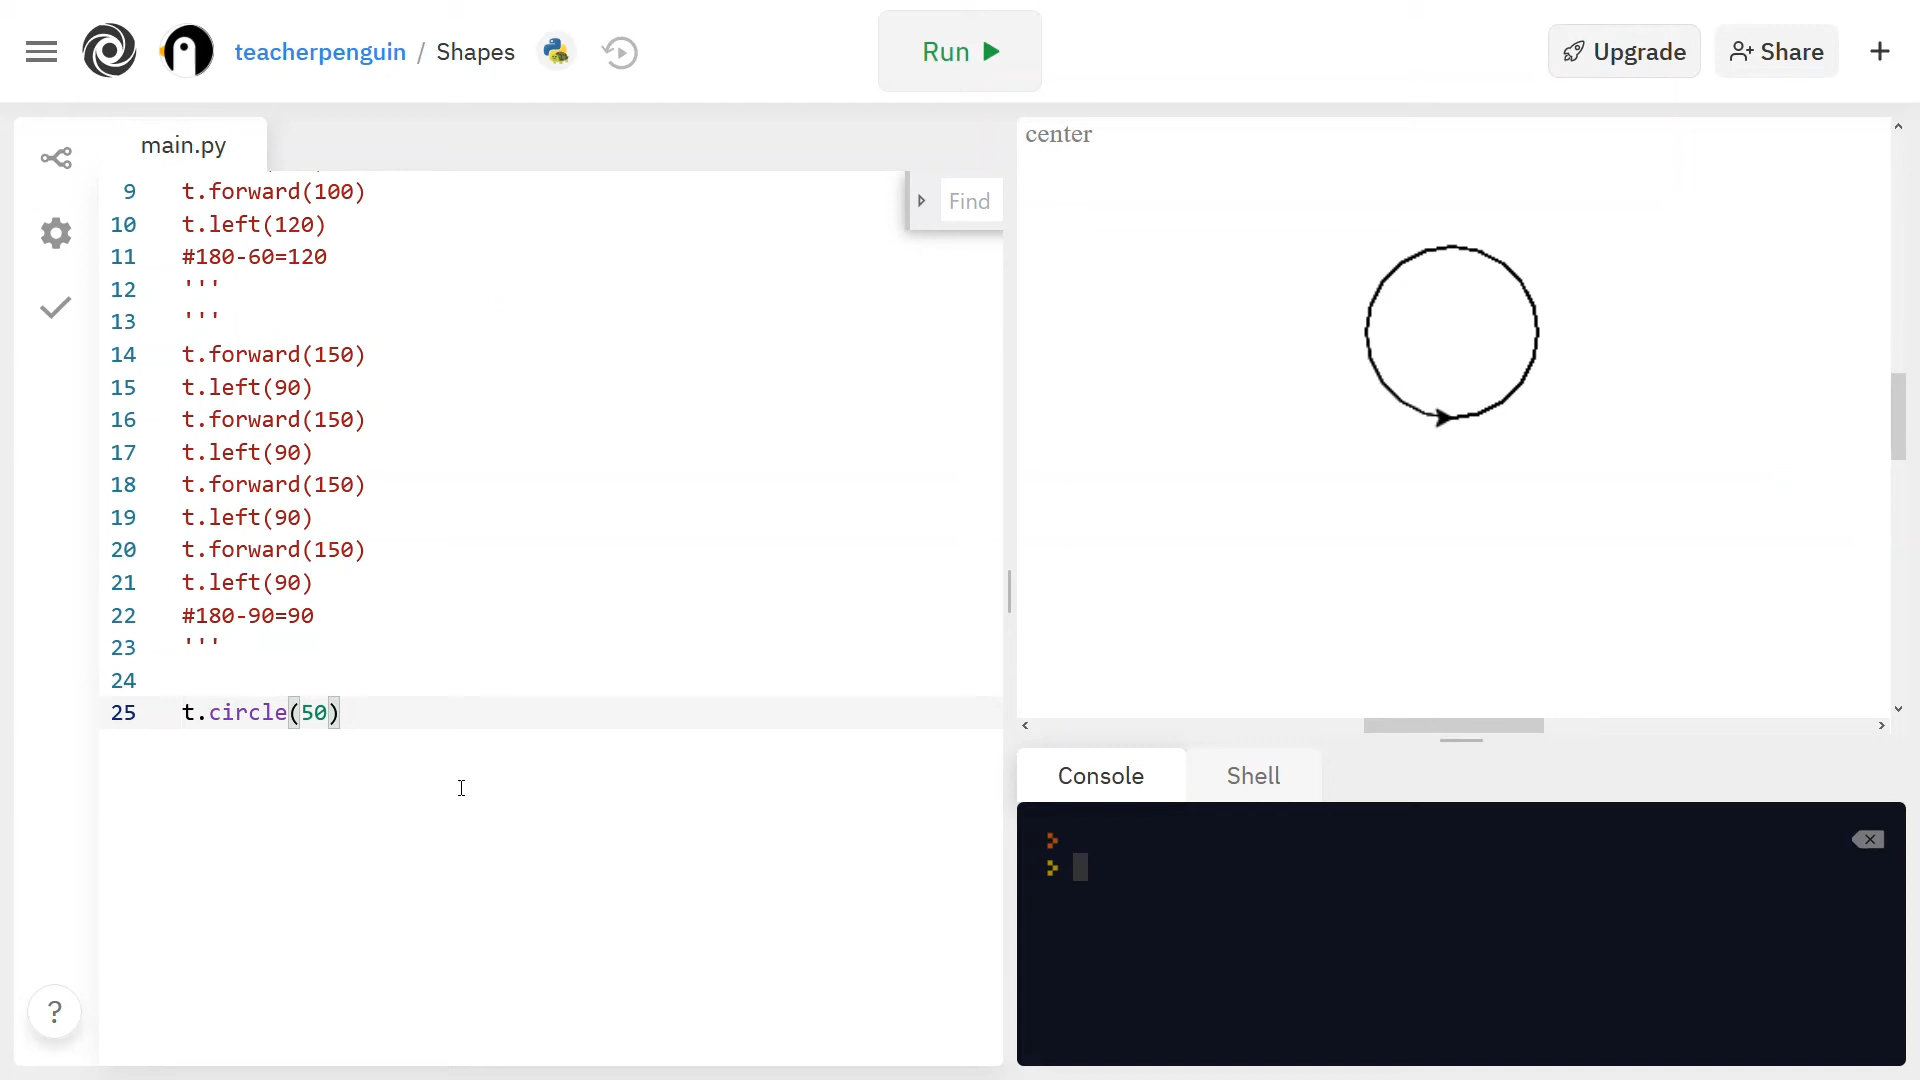 teacherpenguin / Shapes
Run
Upgrade
Share
main.py
9 t.forward(100)
10 t.left(120)
11 #180-60=120
12 '''
13 '''
14 t.forward(150)
15 t.left(90)
16 t.forward(150)
17 t.left(90)
18 t.forward(150)
19 t.left(90)
20 t.forward(150)
21 t.left(90)
22 #180-90=90
23 '''
24
25 t.circle(50)
Find
?
center
Console
Shell